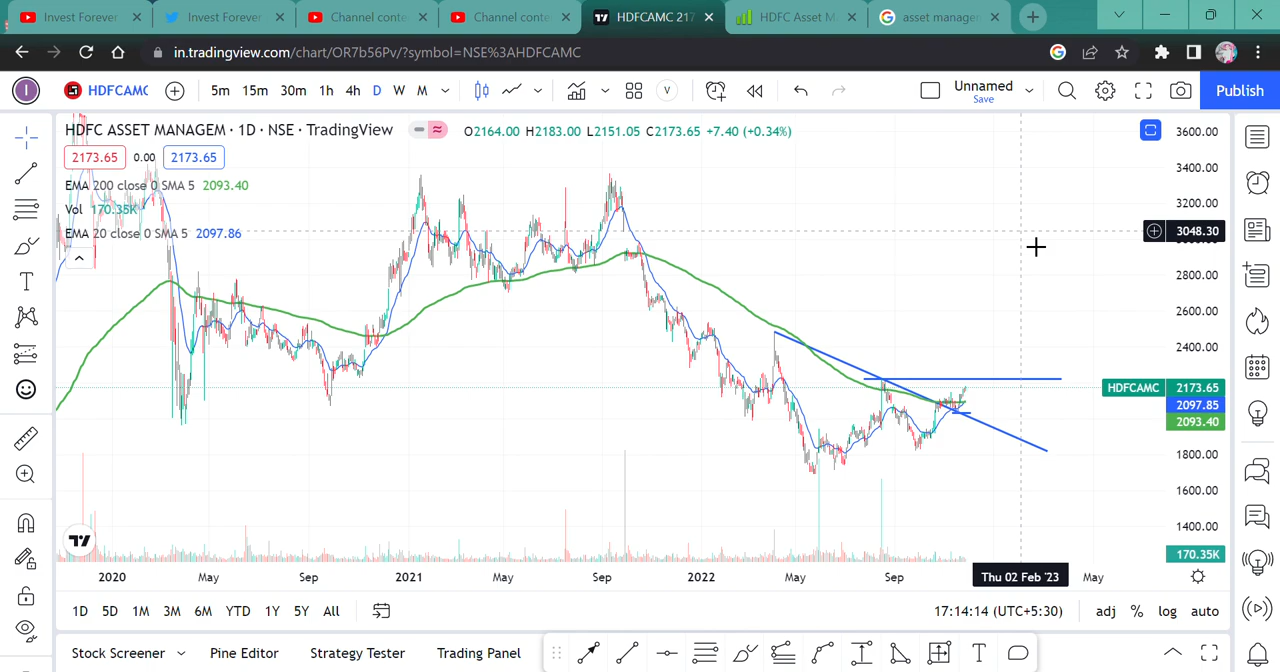 Invest Forever
Invest Forever
Channel conte
Channel conte
HDFCAMC 217
HDFC Asset M
asset manager
in.tradingview.com/chart/OR7b56Pv/?symbol=NSE%3AHDFCAMC
I
HDFCAMC
5m 15m 30m 1h 4h D W M
V
Unnamed
Save
Publish
HDFC ASSET MANAGEM · 1D · NSE · TradingView
O2164.00 H2183.00 L2151.05 C2173.65 +7.40 (+0.34%)
2173.65 0.00 2173.65
EMA 200 close 0 SMA 5 2093.40
Vol 170.35K
EMA 20 close 0 SMA 5 2097.86
3600.00
3400.00
3200.00
3048.30
2800.00
2600.00
2400.00
HDFCAMC 2173.65
2097.85
2093.40
1800.00
1600.00
1400.00
170.35K
2020 May Sep 2021 May Sep 2022 May Sep Thu 02 Feb '23 May
1D 5D 1M 3M 6M YTD 1Y 5Y All
17:14:14 (UTC+5:30) adj % log auto
Stock Screener Pine Editor Strategy Tester Trading Panel